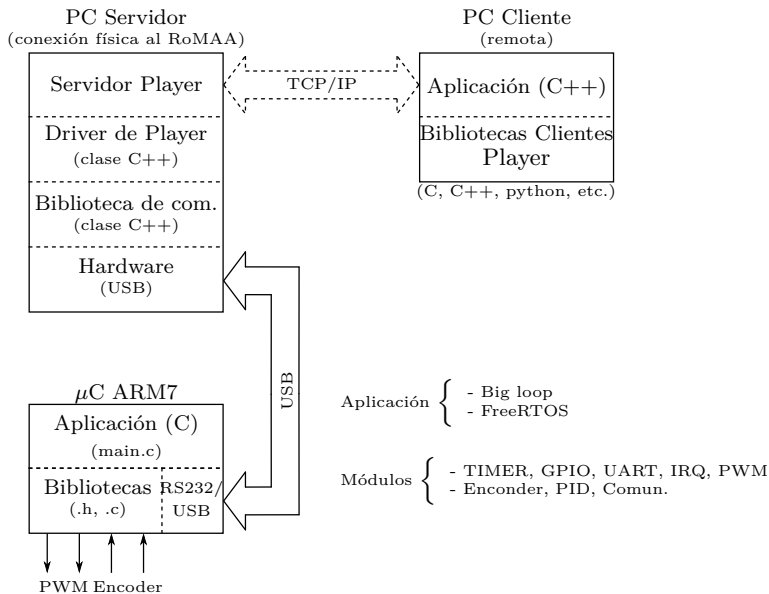 PC Servidor
(conexión física al RoMAA)
Servidor Player
Driver de Player
(clase C++)
Biblioteca de com.
(clase C++)
Hardware
(USB)
TCP/IP
PC Cliente
(remota)
Aplicación (C++)
Bibliotecas Clientes
Player
(C, C++, python, etc.)
USB
μC ARM7
Aplicación (C)
(main.c)
Bibliotecas
(.h, .c)
RS232/
USB
PWM Encoder
Aplicación
- Big loop
- FreeRTOS
Módulos
- TIMER, GPIO, UART, IRQ, PWM
- Enconder, PID, Comun.